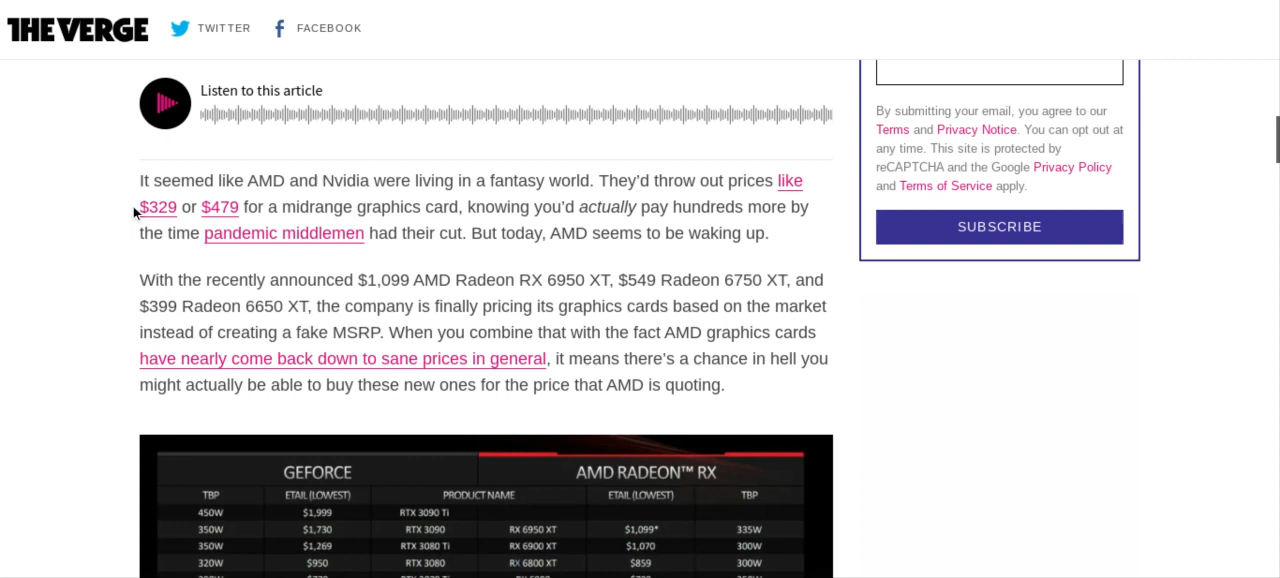 THE VERGE TWITTER FACEBOOK
Listen to this article
It seemed like AMD and Nvidia were living in a fantasy world. They’d throw out prices like
$329 or $479 for a midrange graphics card, knowing you’d actually pay hundreds more by
the time pandemic middlemen had their cut. But today, AMD seems to be waking up.
With the recently announced $1,099 AMD Radeon RX 6950 XT, $549 Radeon 6750 XT, and
$399 Radeon 6650 XT, the company is finally pricing its graphics cards based on the market
instead of creating a fake MSRP. When you combine that with the fact AMD graphics cards
have nearly come back down to sane prices in general, it means there’s a chance in hell you
might actually be able to buy these new ones for the price that AMD is quoting.
GEFORCE AMD RADEON™ RX
TBP ETAIL (LOWEST) PRODUCT NAME ETAIL (LOWEST) TBP
450W $1,999 RTX 3090 Ti
350W $1,730 RTX 3090 RX 6950 XT $1,099* 335W
350W $1,269 RTX 3080 Ti RX 6900 XT $1,070 300W
320W $950 RTX 3080 RX 6800 XT $859 300W
By submitting your email, you agree to our
Terms and Privacy Notice. You can opt out at
any time. This site is protected by
reCAPTCHA and the Google Privacy Policy
and Terms of Service apply.
SUBSCRIBE